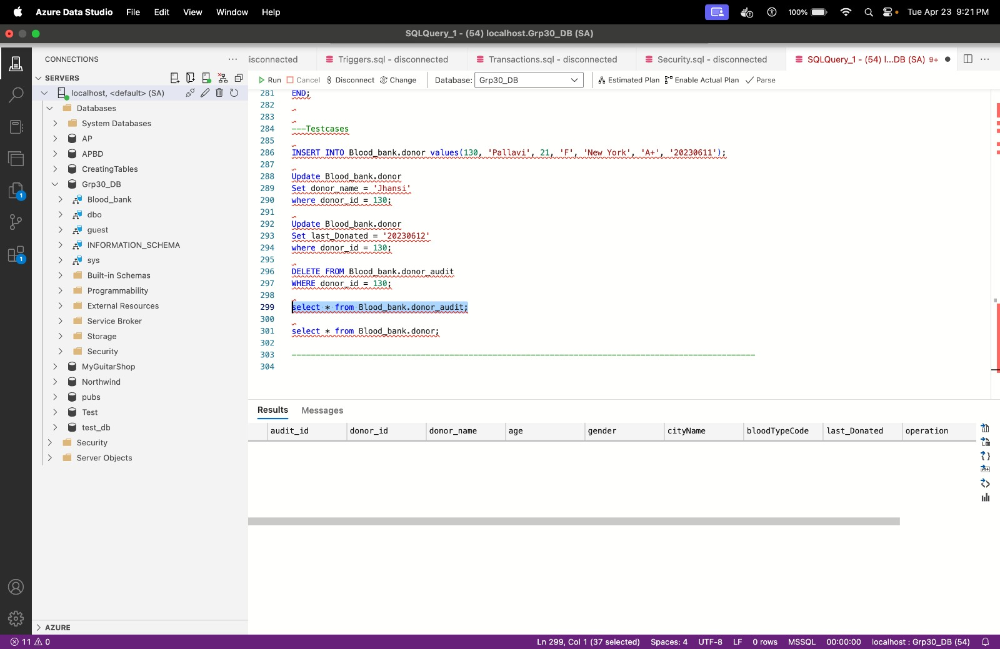 Azure Data Studio File Edit View Window Help 100% Tue Apr 23 9:21 PM
SQLQuery_1 - (54) localhost.Grp30_DB (SA)
CONNECTIONS
SERVERS
localhost, <default> (SA)
Databases
System Databases
AP
APBD
CreatingTables
Grp30_DB
Blood_bank
dbo
guest
INFORMATION_SCHEMA
sys
Built-in Schemas
Programmability
External Resources
Service Broker
Storage
Security
MyGuitarShop
Northwind
pubs
Test
test_db
Security
Server Objects
AZURE
1
1
isconnected Triggers.sql - disconnected Transactions.sql - disconnected Security.sql - disconnected SQLQuery_1 - (54) l...DB (SA) 9+
Run Cancel Disconnect Change Database: Grp30_DB Estimated Plan Enable Actual Plan Parse
281 END;
282
283
284 ---Testcases
285
286 INSERT INTO Blood_bank.donor values(130, 'Pallavi', 21, 'F', 'New York', 'A+', '20230611');
287
288 Update Blood_bank.donor
289 Set donor_name = 'Jhansi'
290 where donor_id = 130;
291
292 Update Blood_bank.donor
293 Set last_Donated = '20230612'
294 where donor_id = 130;
295
296 DELETE FROM Blood_bank.donor_audit
297 WHERE donor_id = 130;
298
299 select * from Blood_bank.donor_audit;
300
301 select * from Blood_bank.donor;
302
303 -------------------------------------------------------------------------------------------------
304
Results Messages
audit_id donor_id donor_name age gender cityName bloodTypeCode last_Donated operation
11 0 Ln 299, Col 1 (37 selected) Spaces: 4 UTF-8 LF 0 rows MSSQL 00:00:00 localhost : Grp30_DB (54)